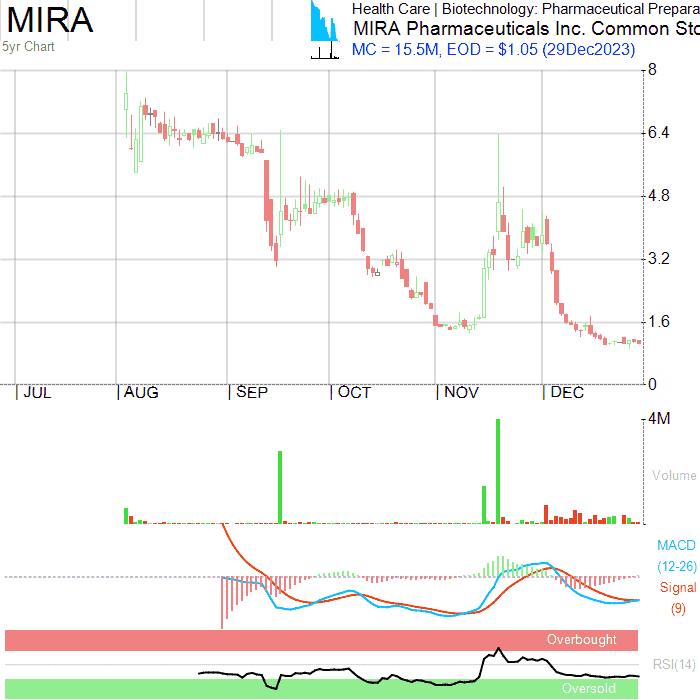 MIRA
5yr Chart
Health Care | Biotechnology: Pharmaceutical Prepara
MIRA Pharmaceuticals Inc. Common Sto
MC = 15.5M, EOD = $1.05 (29Dec2023)
8
6.4
4.8
3.2
1.6
0
JUL AUG SEP OCT NOV DEC
4M
Volume
MACD
(12-26)
Signal
(9)
Overbought
RSI(14)
Oversold